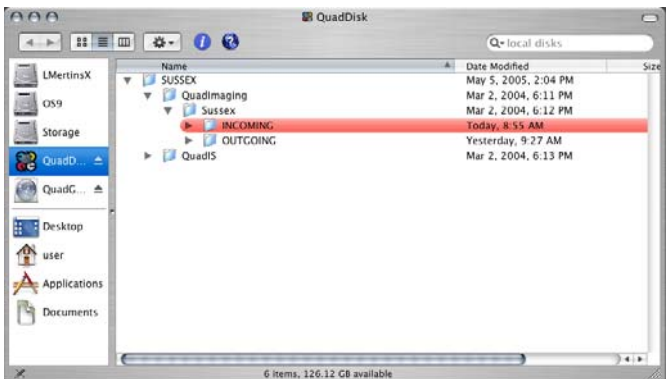 QuadDisk
local disks
Name Date Modified Size
LMertinsX
OS9
Storage
QuadD...
QuadG...
Desktop
user
Applications
Documents
SUSSEX May 5, 2005, 2:04 PM
QuadImaging Mar 2, 2004, 6:11 PM
Sussex Mar 2, 2004, 6:12 PM
INCOMING Today, 8:55 AM
OUTGOING Yesterday, 9:27 AM
QuadIS Mar 2, 2004, 6:13 PM
6 items, 126.12 GB available